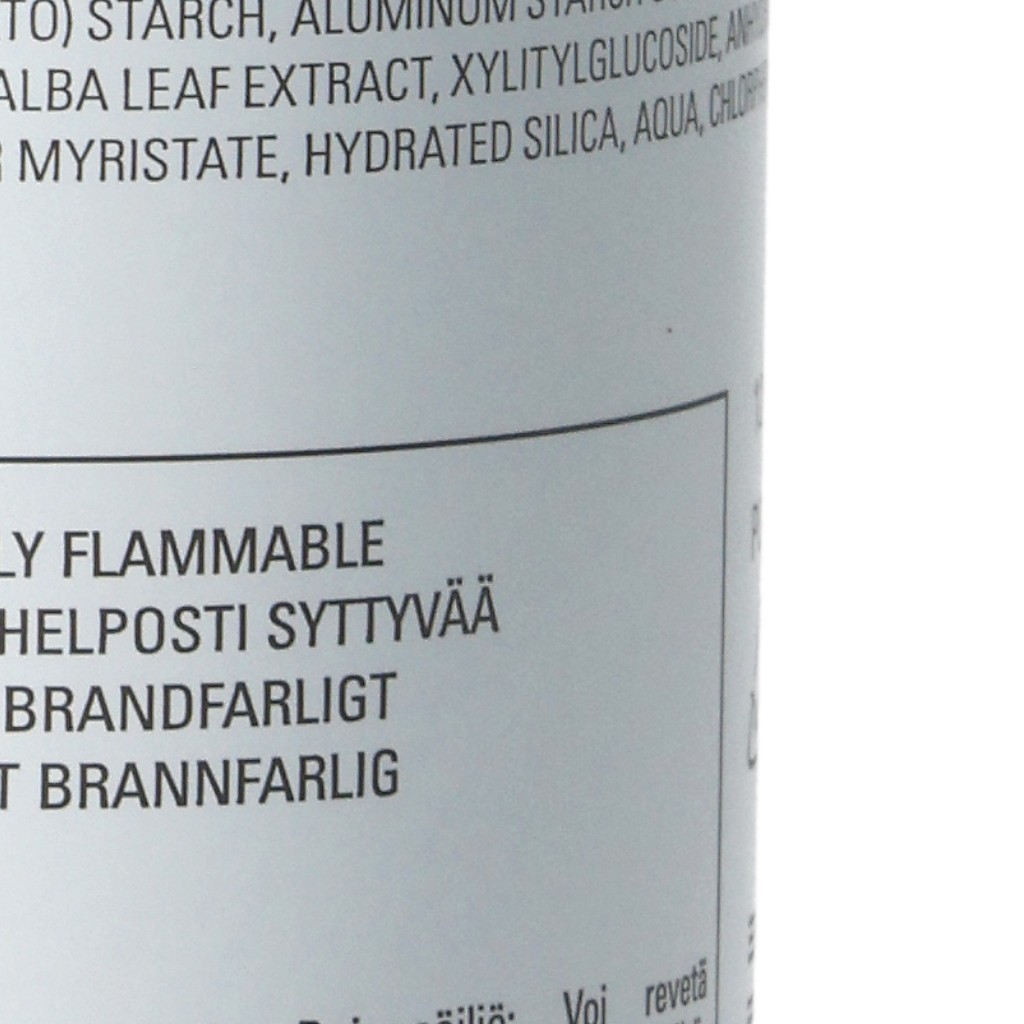 TO) STARCH, ALUMINUM STARCH
ALBA LEAF EXTRACT, XYLITYLGLUCOSIDE,
MYRISTATE, HYDRATED SILICA, AQUA,
LY FLAMMABLE
HELPOSTI SYTTYVÄÄ
BRANDFARLIGT
T BRANNFARLIG
Voi revetä